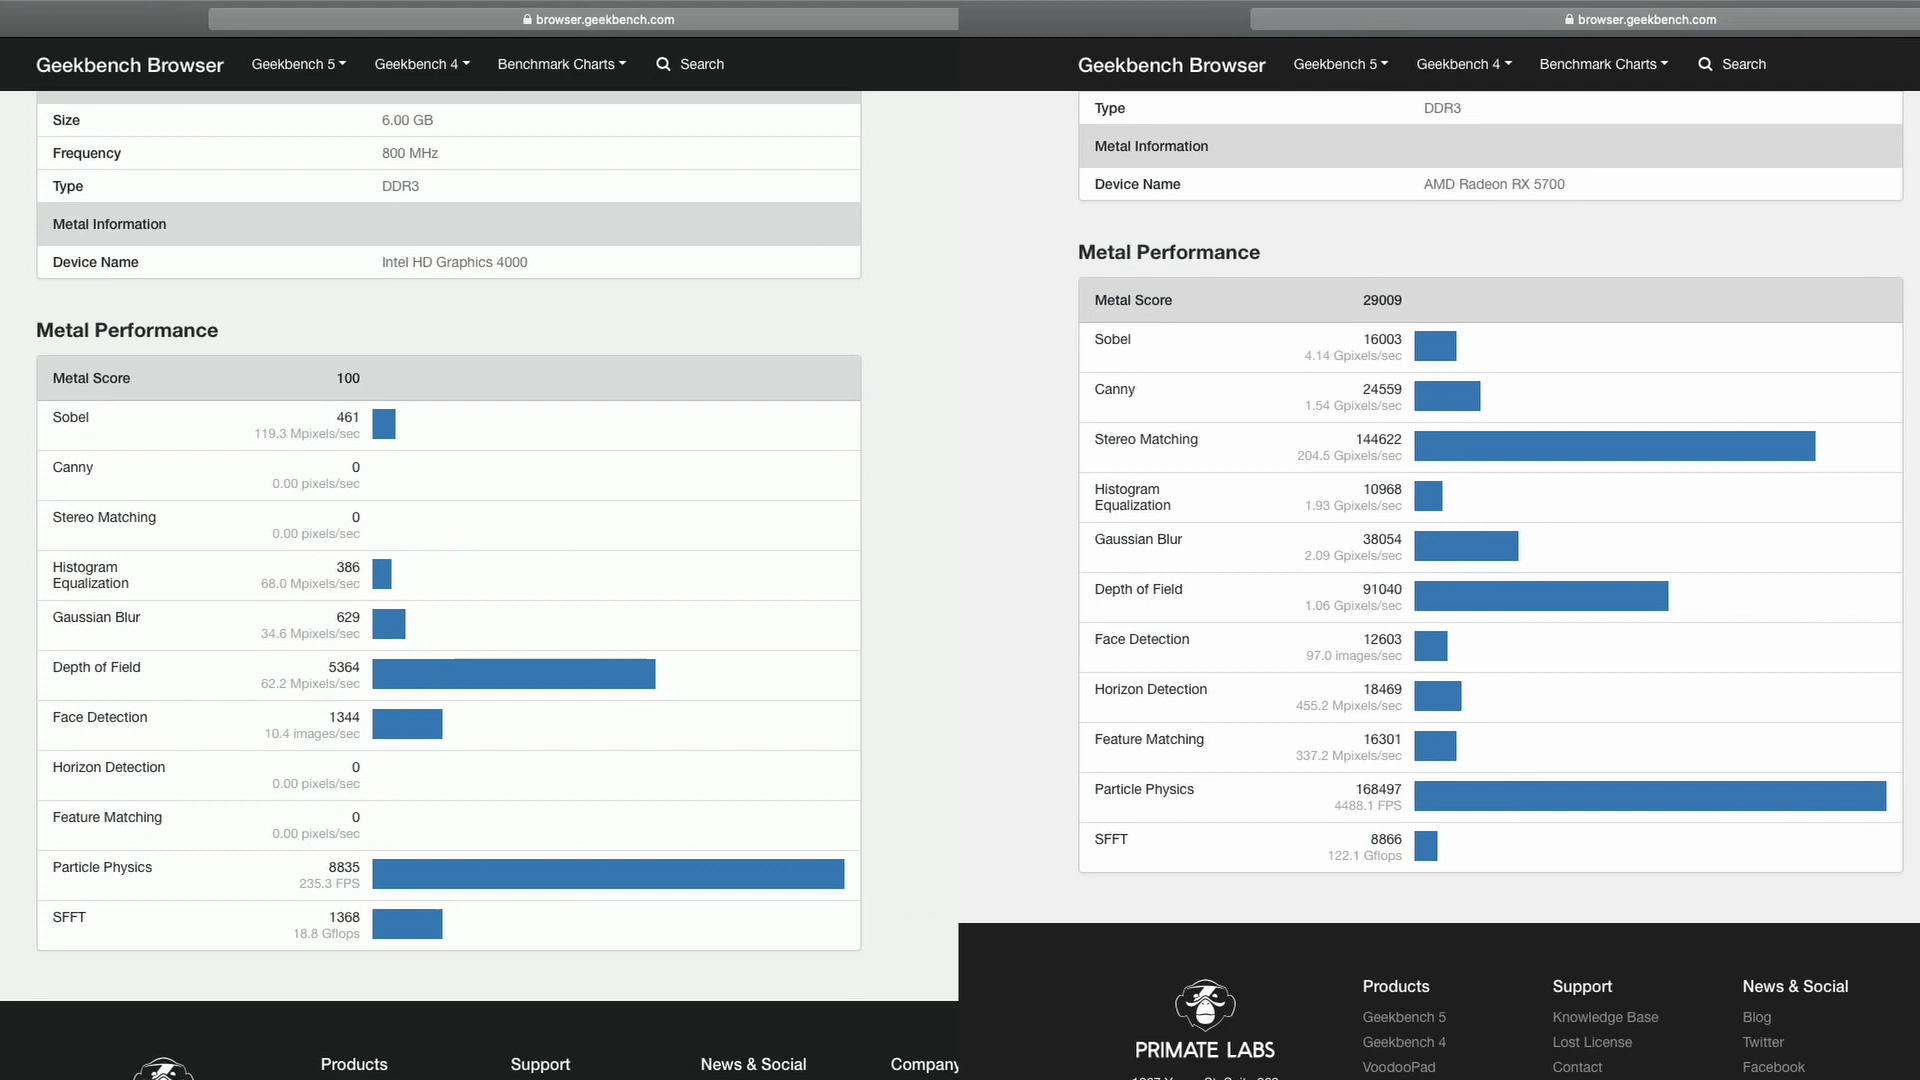 browser.geekbench.com
Geekbench Browser Geekbench 5 Geekbench 4 Benchmark Charts Search
Size 6.00 GB
Frequency 800 MHz
Type DDR3
Metal Information
Device Name Intel HD Graphics 4000
Metal Performance
Metal Score 100
Sobel 461
119.3 Mpixels/sec
Canny 0
0.00 pixels/sec
Stereo Matching 0
0.00 pixels/sec
Histogram 386
Equalization 68.0 Mpixels/sec
Gaussian Blur 629
34.6 Mpixels/sec
Depth of Field 5364
62.2 Mpixels/sec
Face Detection 1344
10.4 images/sec
Horizon Detection 0
0.00 pixels/sec
Feature Matching 0
0.00 pixels/sec
Particle Physics 8835
235.3 FPS
SFFT 1368
18.8 Gflops
Products Support News & Social Company
browser.geekbench.com
Geekbench Browser Geekbench 5 Geekbench 4 Benchmark Charts Search
Type DDR3
Metal Information
Device Name AMD Radeon RX 5700
Metal Performance
Metal Score 29009
Sobel 16003
4.14 Gpixels/sec
Canny 24559
1.54 Gpixels/sec
Stereo Matching 144622
204.5 Gpixels/sec
Histogram 10968
Equalization 1.93 Gpixels/sec
Gaussian Blur 38054
2.09 Gpixels/sec
Depth of Field 91040
1.06 Gpixels/sec
Face Detection 12603
97.0 images/sec
Horizon Detection 18469
455.2 Mpixels/sec
Feature Matching 16301
337.2 Mpixels/sec
Particle Physics 168497
4488.1 FPS
SFFT 8866
122.1 Gflops
PRIMATE LABS
Products Support News & Social
Geekbench 5 Knowledge Base Blog
Geekbench 4 Lost License Twitter
VoodooPad Contact Facebook